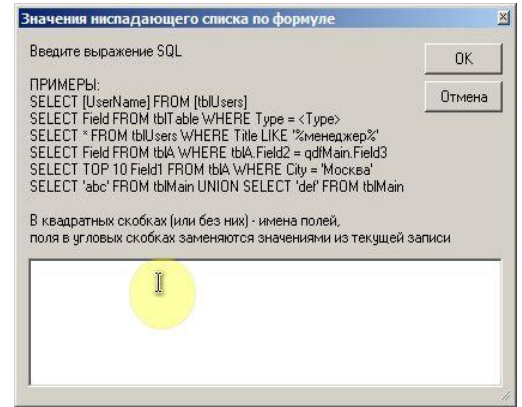 Значения ниспадающего списка по формуле
Введите выражение SQL
OK
Отмена
ПРИМЕРЫ:
SELECT [UserName] FROM [tblUsers]
SELECT Field FROM tblTable WHERE Type = <Type>
SELECT * FROM tblUsers WHERE Title LIKE '%менеджер%'
SELECT Field FROM tblA WHERE tblA.Field2 = qdfMain.Field3
SELECT TOP 10 Field1 FROM tblA WHERE City = 'Москва'
SELECT 'abc' FROM tblMain UNION SELECT 'def' FROM tblMain
В квадратных скобках (или без них) - имена полей,
поля в угловых скобках заменяются значениями из текущей записи